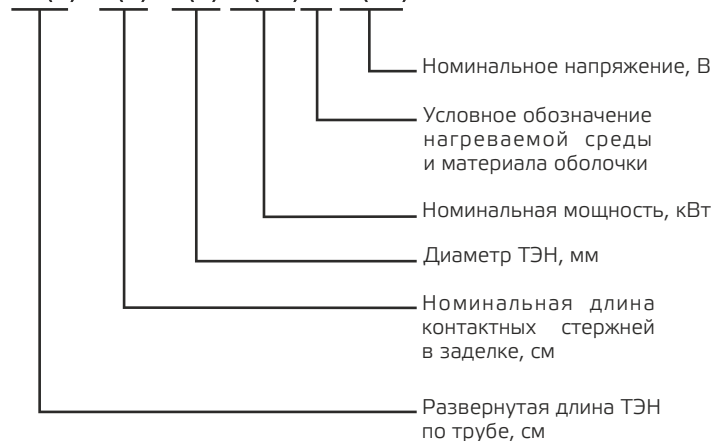 Номинальное напряжение, В
Условное обозначение
нагреваемой среды
и материала оболочки
Номинальная мощность, кВт
Диаметр ТЭН, мм
Номинальная длина
контактных стержней
в заделке, см
Развернутая длина ТЭН
по трубе, см